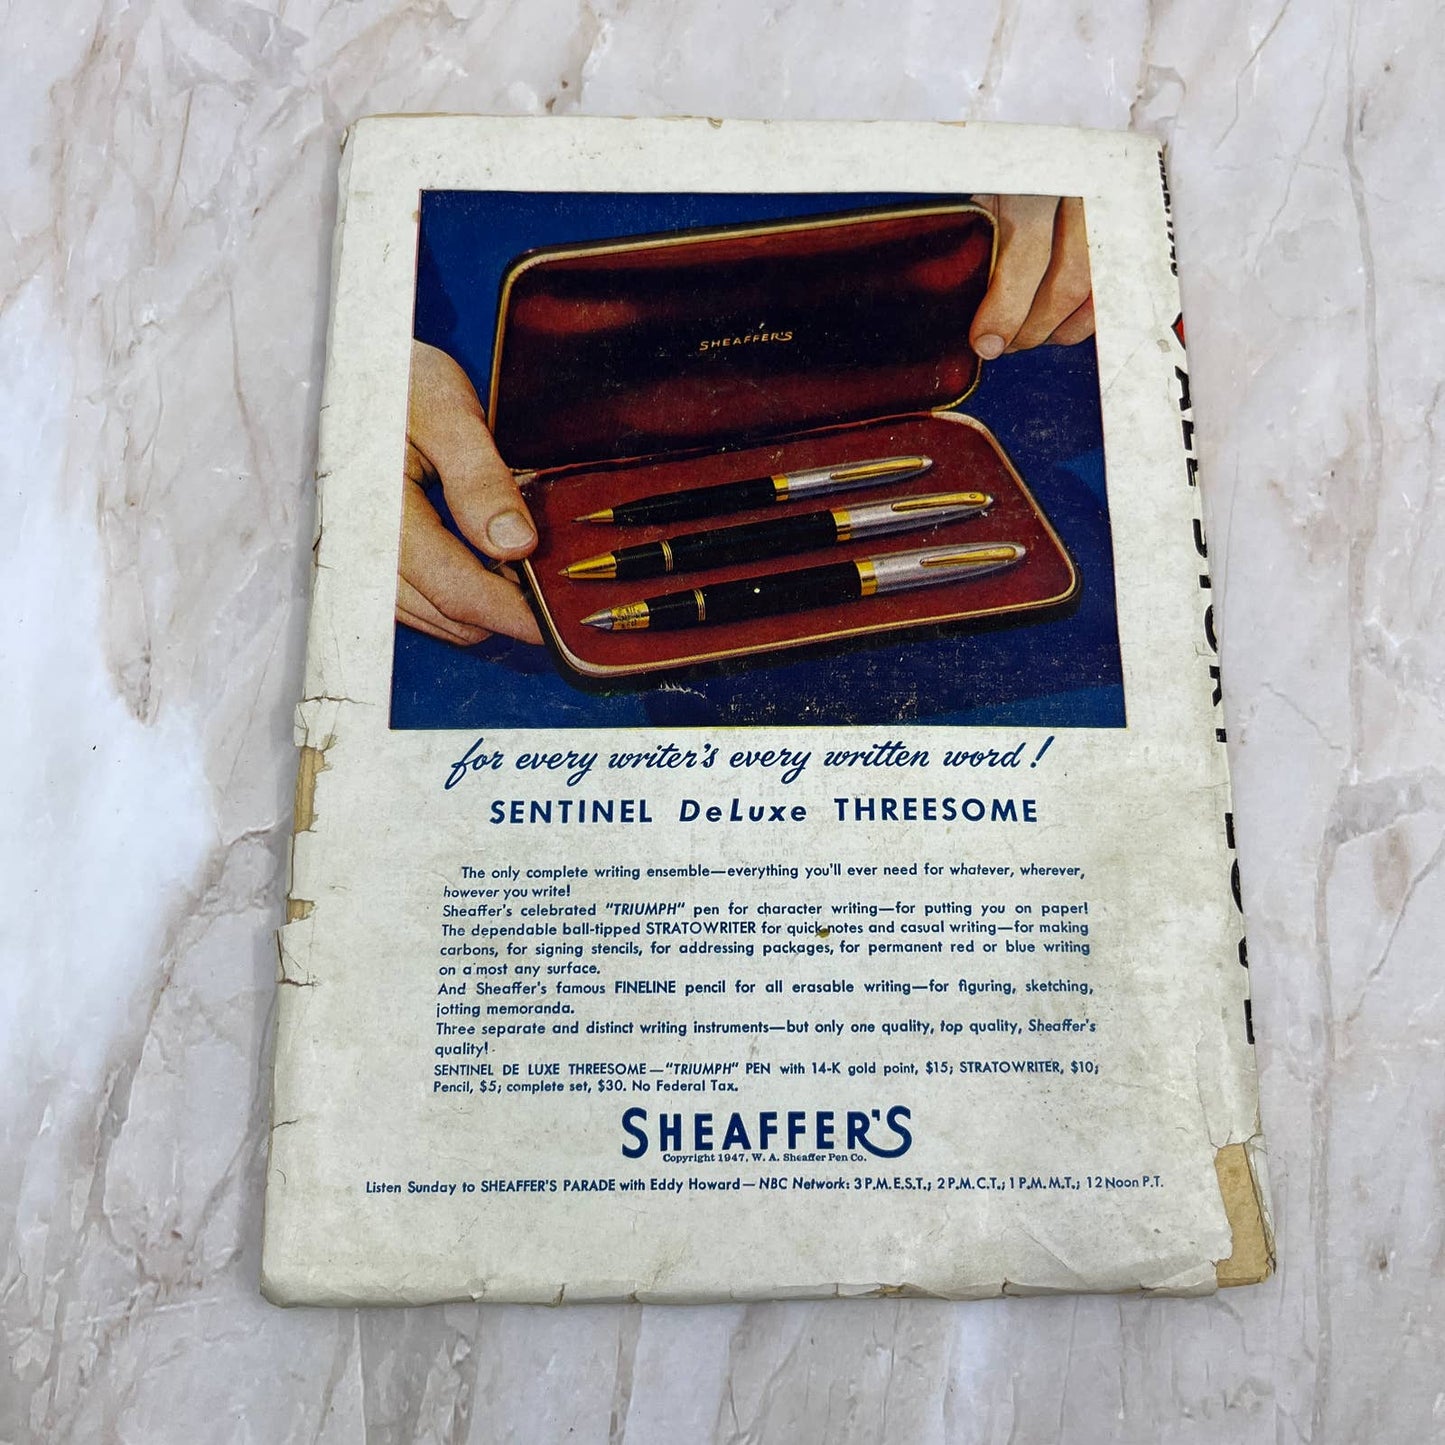 SHEAFFER'S
for every writer's every written word!
SENTINEL DeLuxe THREESOME
The only complete writing ensemble—everything you'll ever need for whatever, wherever,
however you write!
Sheaffer's celebrated "TRIUMPH" pen for character writing—for putting you on paper!
The dependable ball-tipped STRATOWRITER for quick notes and casual writing—for making
carbons, for signing stencils, for addressing packages, for permanent red or blue writing
on a most any surface.
And Sheaffer's famous FINELINE pencil for all erasable writing—for figuring, sketching,
jotting memoranda.
Three separate and distinct writing instruments—but only one quality, top quality, Sheaffer's
quality!
SENTINEL DE LUXE THREESOME—"TRIUMPH" PEN with 14-K gold point, $15; STRATOWRITER, $10;
Pencil, $5; complete set, $30. No Federal Tax.
SHEAFFER'S
Copyright 1947, W. A. Sheaffer Pen Co.
Listen Sunday to SHEAFFER'S PARADE with Eddy Howard—NBC Network: 3 P.M. E.S.T.; 2 P.M. C.T.; 1 P.M. M.T.; 12 Noon P.T.